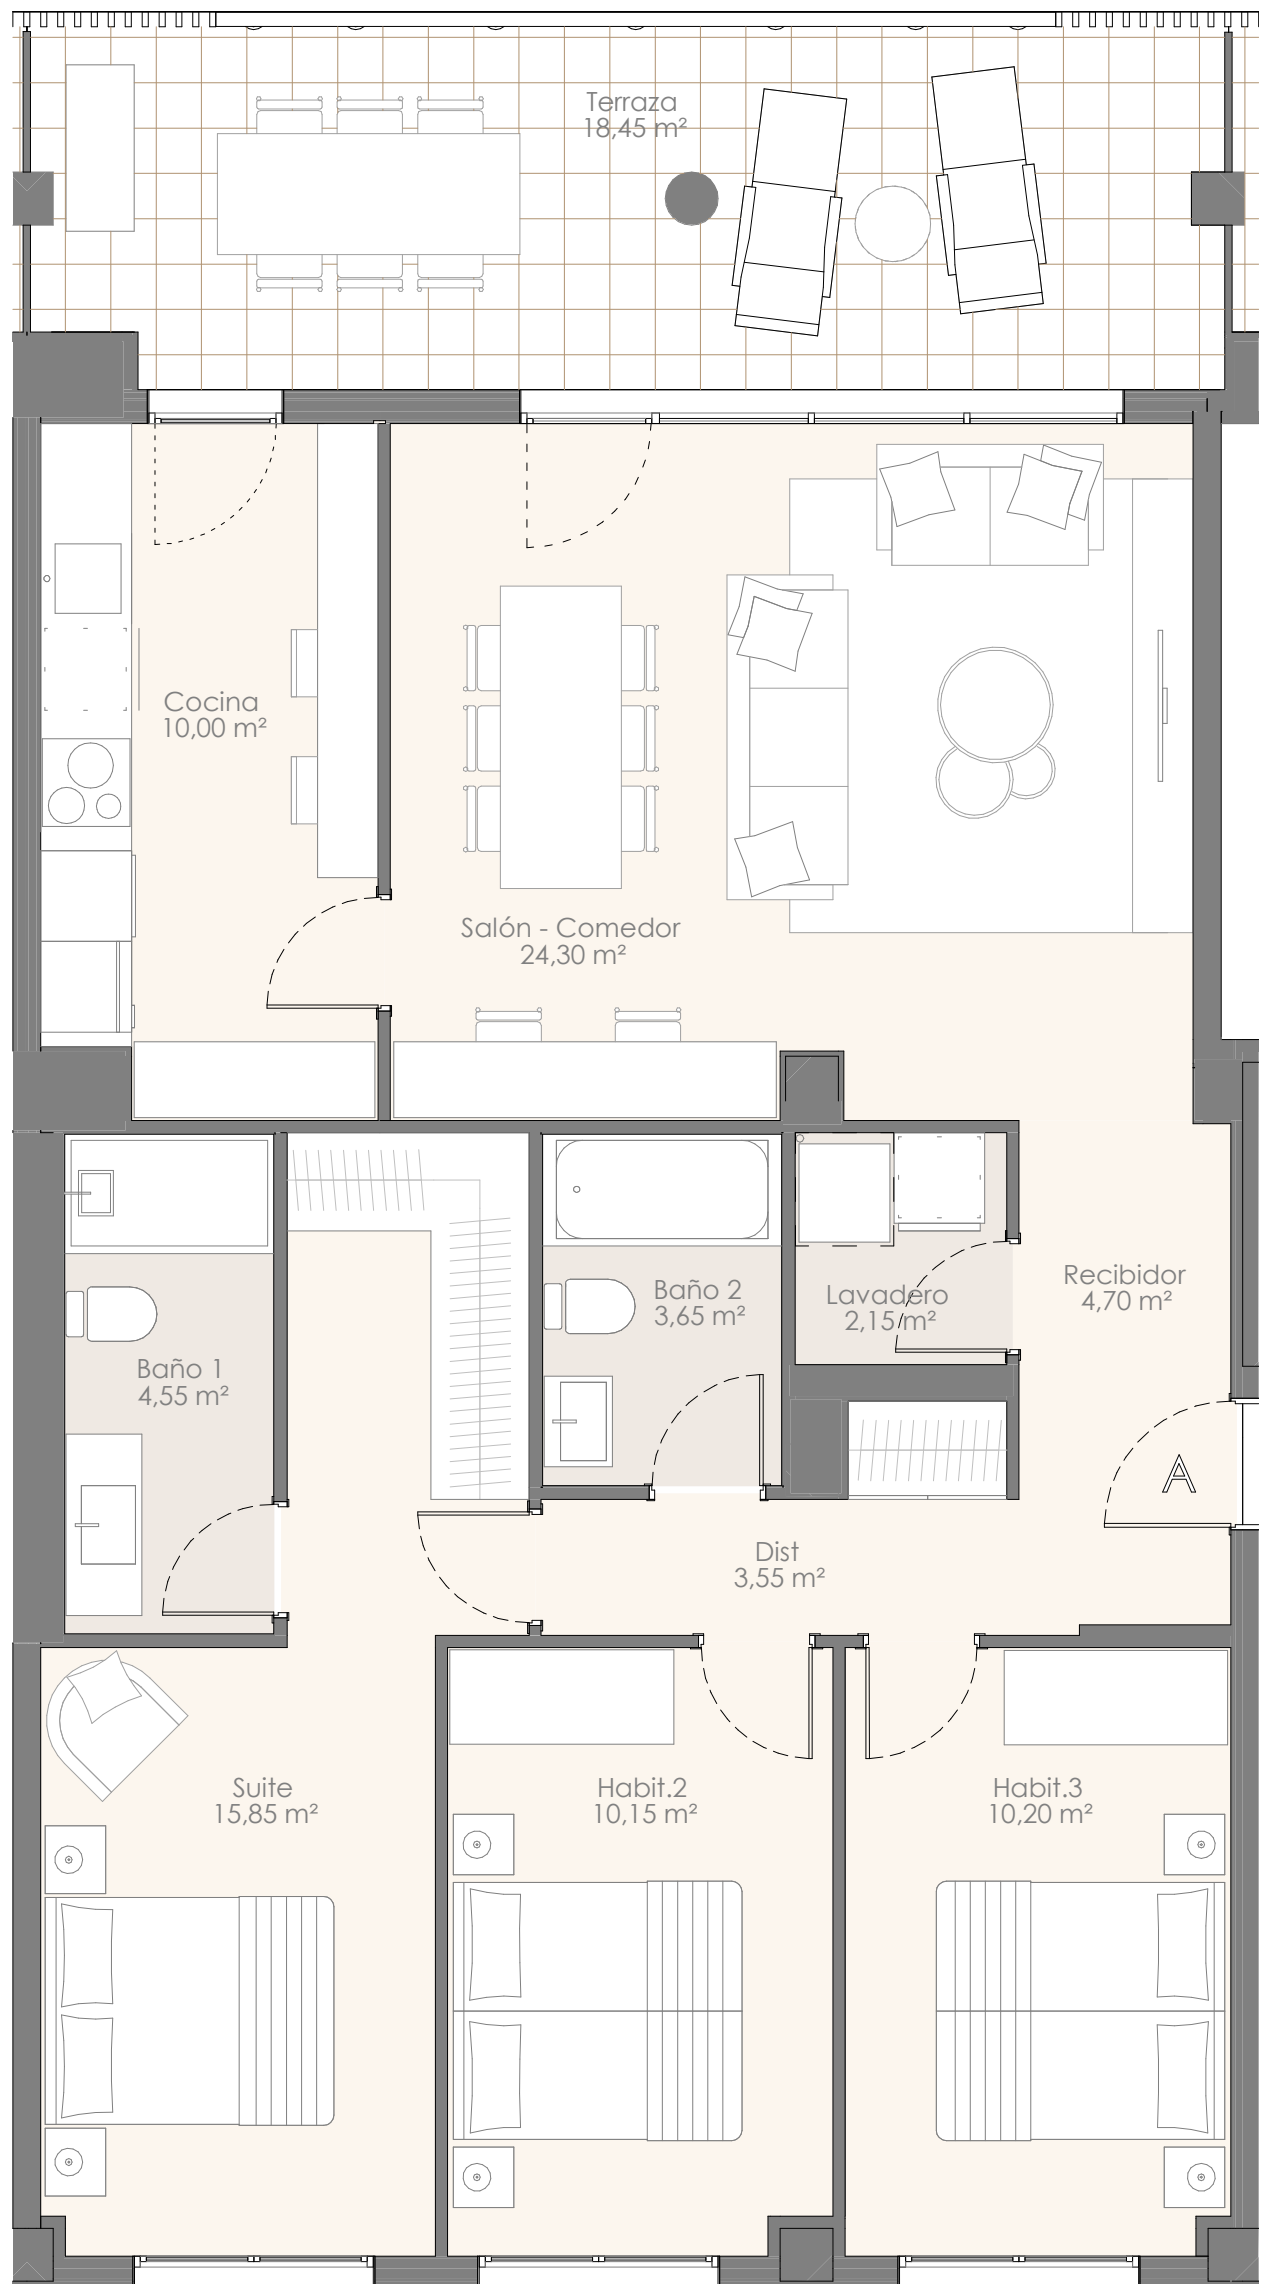 Terraza
18,45 m²
Cocina
10,00 m²
Salón - Comedor
24,30 m²
Recibidor
4,70 m²
Baño 2
3,65 m²
Lavadero
2,15 m²
Baño 1
4,55 m²
A
Dist
3,55 m²
Suite
15,85 m²
Habit.2
10,15 m²
Habit.3
10,20 m²